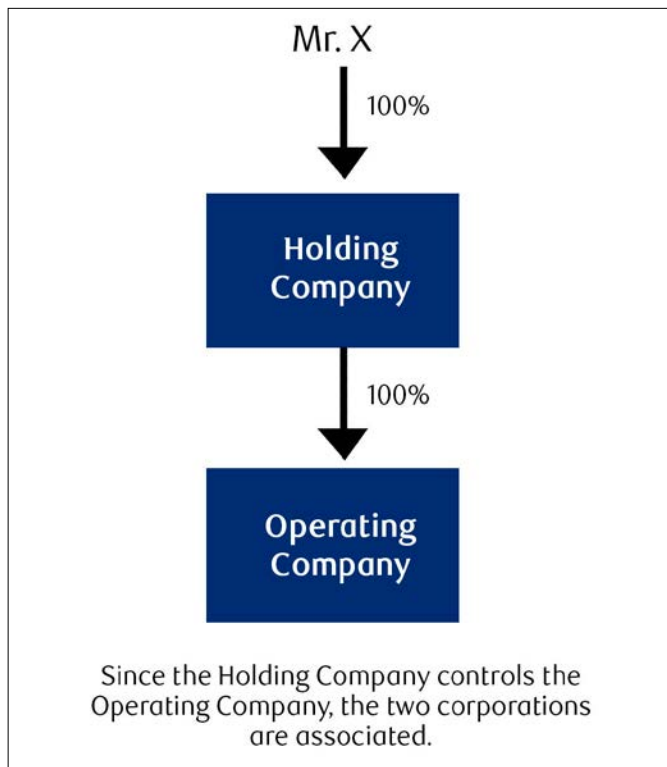 Mr. X
100%
Holding
Company
100%
Operating
Company
Since the Holding Company controls the
Operating Company, the two corporations
are associated.